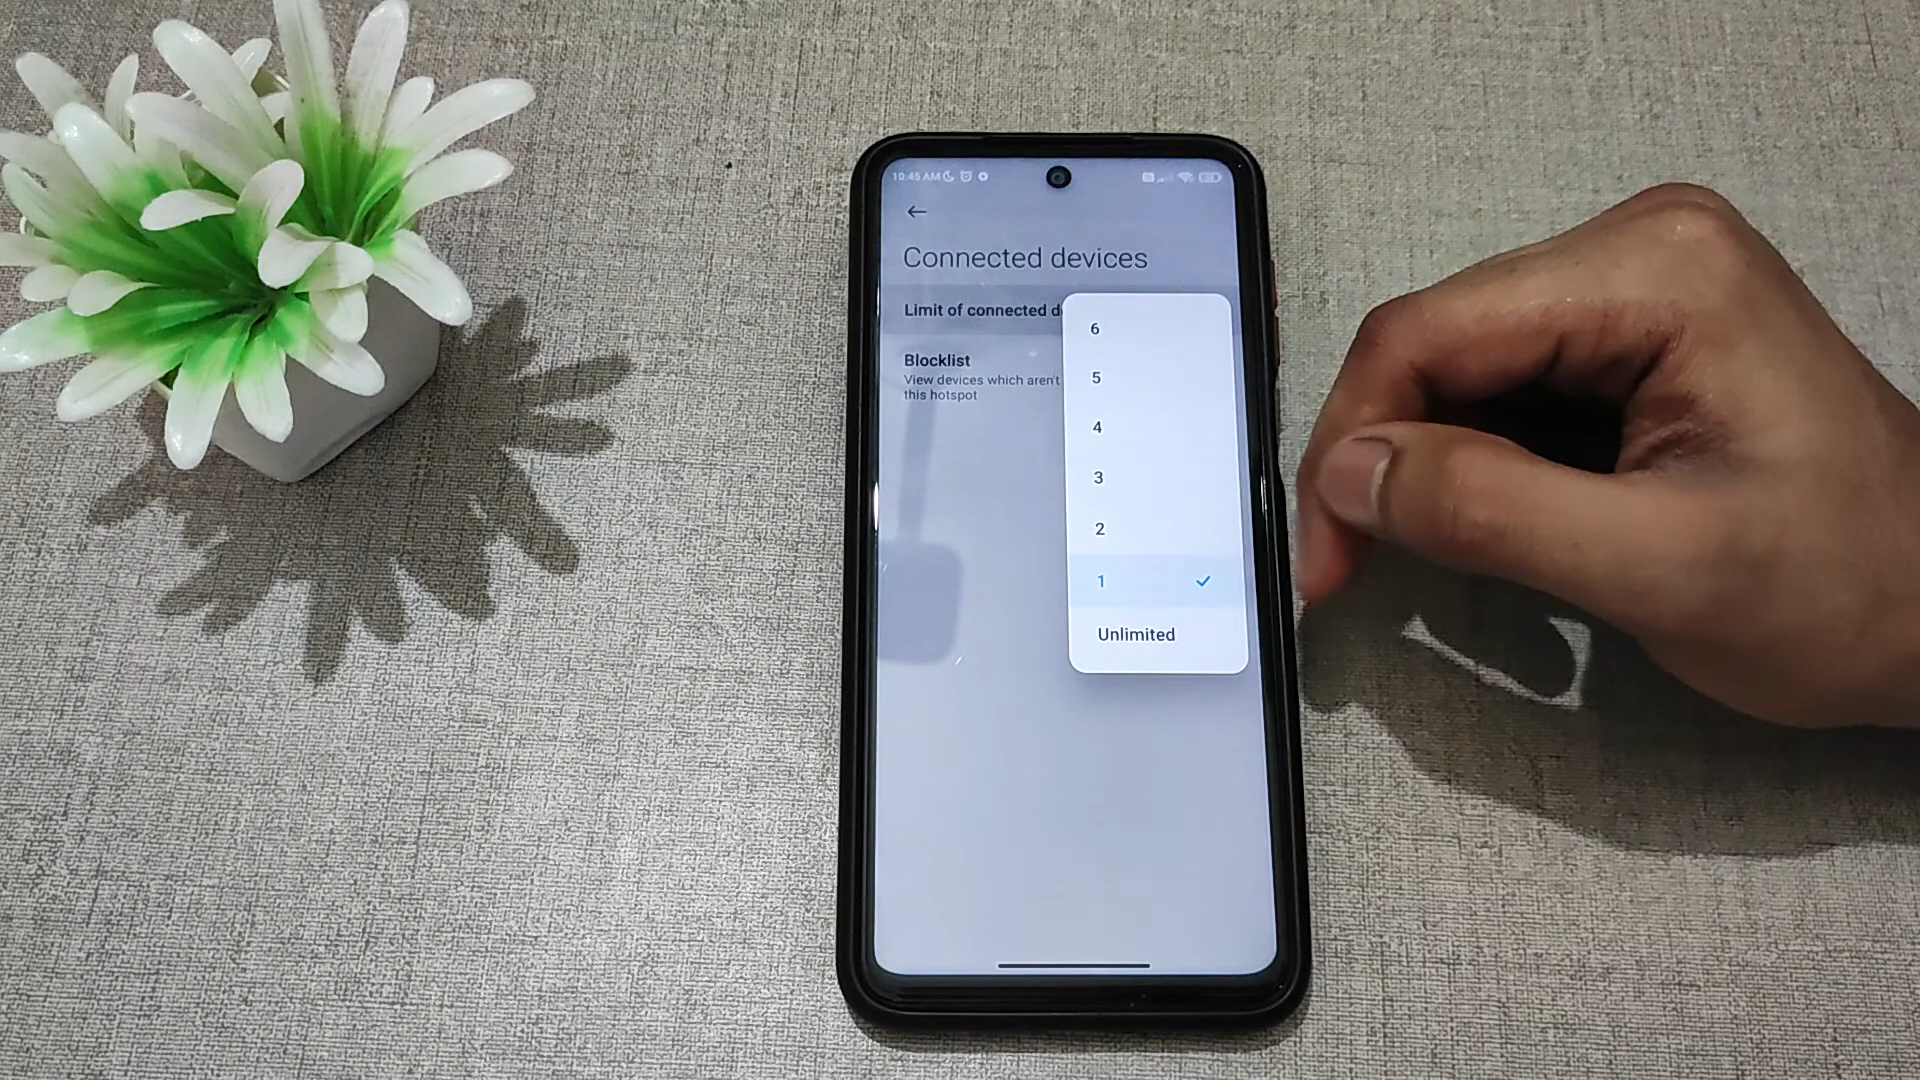 10:45 AM
Connected devices
Limit of connected d
Blocklist
View devices which aren't
this hotspot
6
5
4
3
2
1
Unlimited